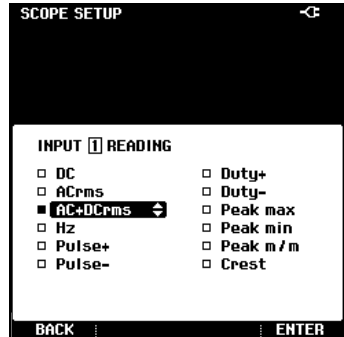 SCOPE SETUP
INPUT 1 READING
DC
ACrms
AC+DCrms
Hz
Pulse+
Pulse-
Duty+
Duty-
Peak max
Peak min
Peak m/m
Crest
BACK ENTER